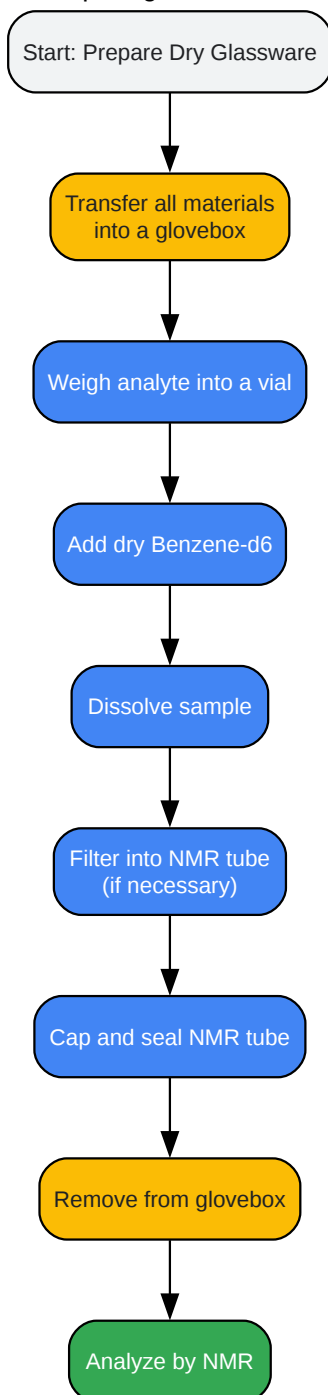 Start: Prepare Dry Glassware
Transfer all materials
into a glovebox
Weigh analyte into a vial
Add dry Benzene-d6
Dissolve sample
Filter into NMR tube
(if necessary)
Cap and seal NMR tube
Remove from glovebox
Analyze by NMR